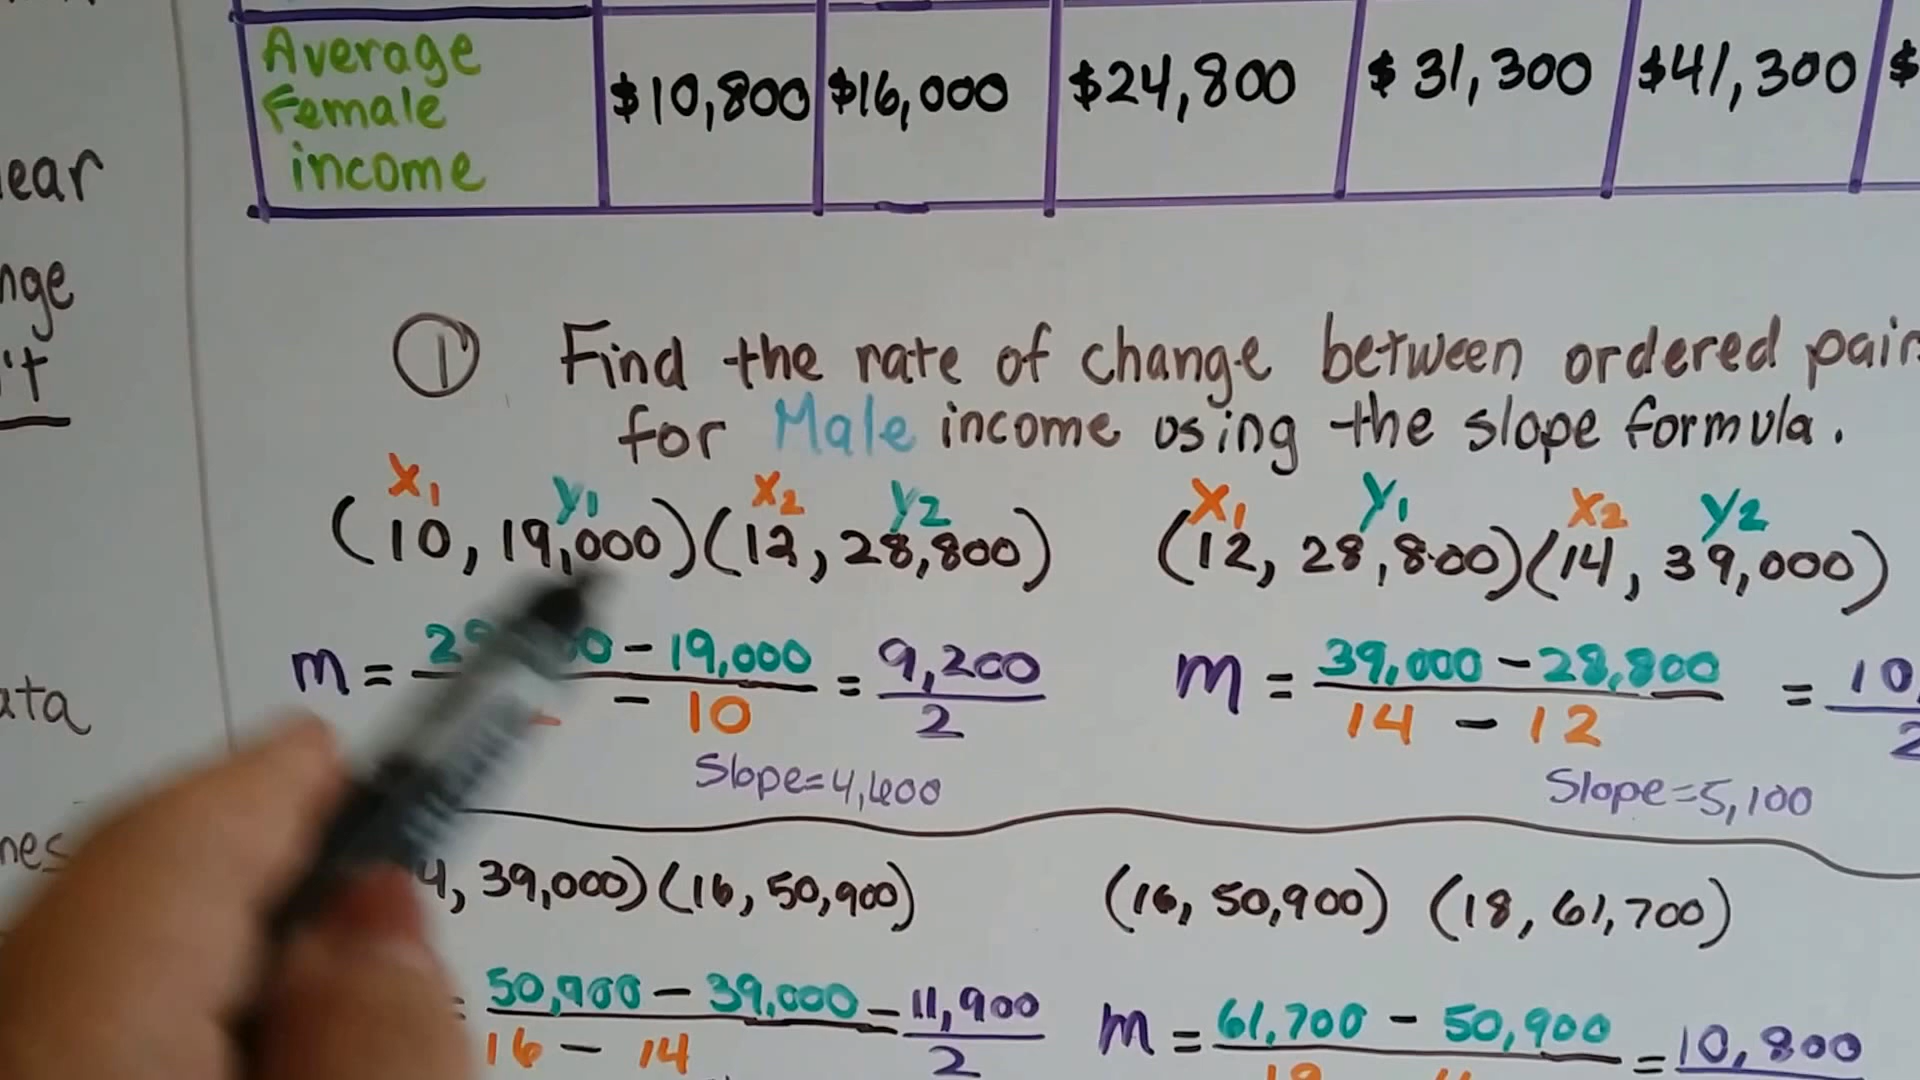 Average
Female
income
$10,800 $16,000 $24,800 $31,300 $41,300 $
ear
nge
① Find the rate of change between ordered pair
for Male income using the slope formula.
x₁ y₁ x₂ y₂
(10, 19,000)(12, 28,800)
m = - 19,000 = 9,200
- 10 2
Slope=4,600
x₁ y₁ x₂ y₂
(12, 28,800)(14, 39,000)
m = 39,000 - 28,800 = 10,
14 - 12 2
Slope=5,100
ata
nes
4, 39,000)(16, 50,900)
= 50,900 - 39,000 = 11,900
16 - 14 2
(16, 50,900) (18, 61,700)
m = 61,700 - 50,900 = 10,800